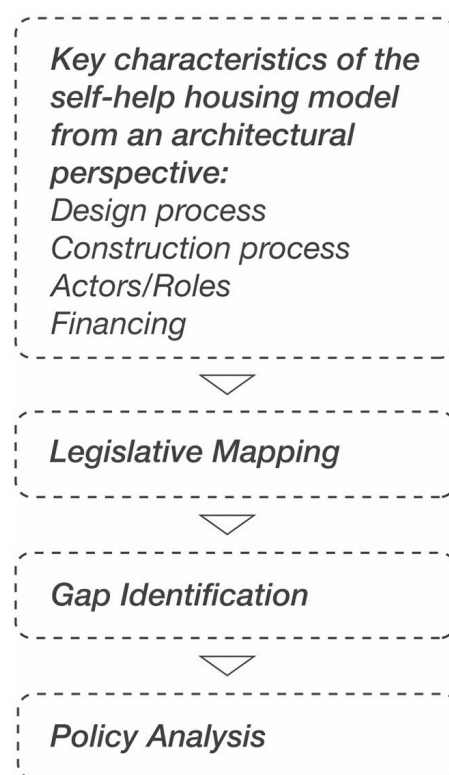 Key characteristics of the
self-help housing model
from an architectural
perspective:
Design process
Construction process
Actors/Roles
Financing
Legislative Mapping
Gap Identification
Policy Analysis